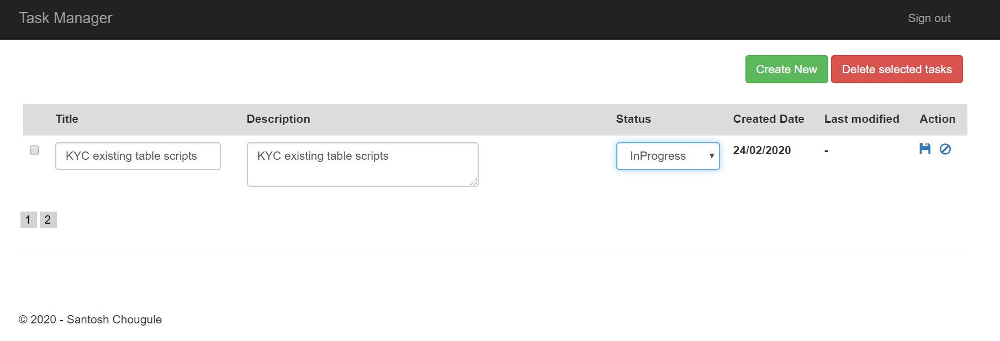 Task Manager Sign out
Create New Delete selected tasks
Title Description Status Created Date Last modified Action
KYC existing table scripts KYC existing table scripts InProgress 24/02/2020 -
1 2
© 2020 - Santosh Chougule